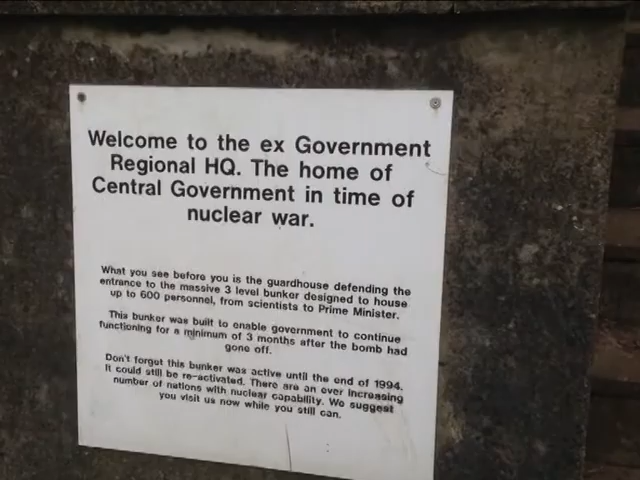 Welcome to the ex Government
Regional HQ. The home of
Central Government in time of
nuclear war.
What you see before you is the guardhouse defending the
entrance to the massive 3 level bunker designed to house
up to 600 personnel, from scientists to Prime Minister.
This bunker was built to enable government to continue
functioning for a minimum of 3 months after the bomb had
gone off.
Don't forget this bunker was active until the end of 1994.
It could still be re-activated. There are an ever increasing
number of nations with nuclear capability. We suggest
you visit us now while you still can.